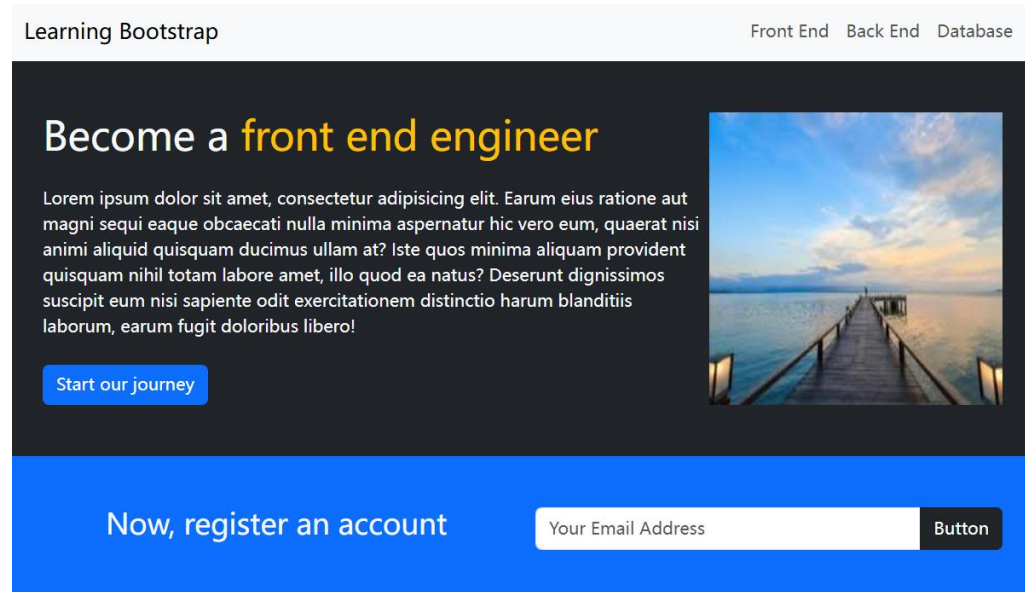 Learning Bootstrap
Front End Back End Database
Become a front end engineer
Lorem ipsum dolor sit amet, consectetur adipisicing elit. Earum eius ratione aut
magni sequi eaque obcaecati nulla minima aspernatur hic vero eum, quaerat nisi
animi aliquid quisquam ducimus ullam at? Iste quos minima aliquam provident
quisquam nihil totam labore amet, illo quod ea natus? Deserunt dignissimos
suscipit eum nisi sapiente odit exercitationem distinctio harum blanditiis
laborum, earum fugit doloribus libero!
Start our journey
Now, register an account
Your Email Address
Button